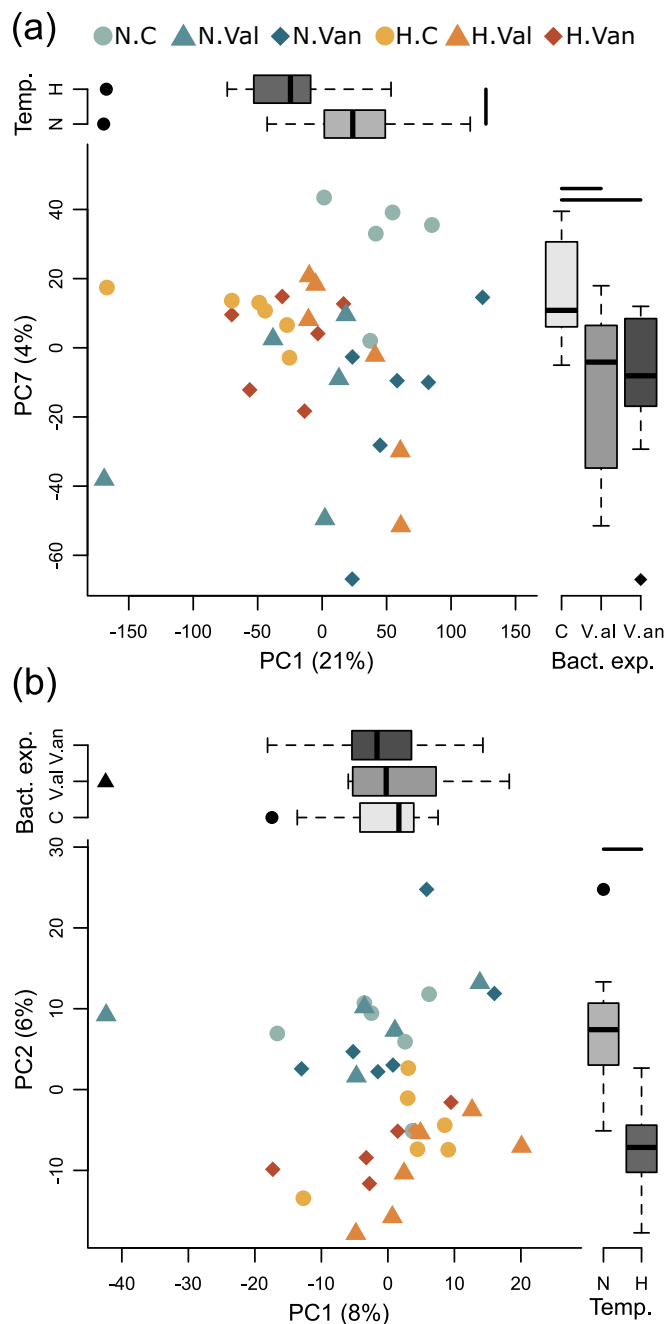 (a)
N.C N.Val N.Van H.C H.Val H.Van
Temp.
H
N
40
20
0
-20
-40
-60
PC7 (4%)
-150 -100 -50 0 50 100 150
PC1 (21%)
C V.al V.an
Bact. exp.
(b)
Bact. exp.
C V.al V.an
30
20
10
0
-10
PC2 (6%)
-40 -30 -20 -10 0 10 20
PC1 (8%)
N H
Temp.